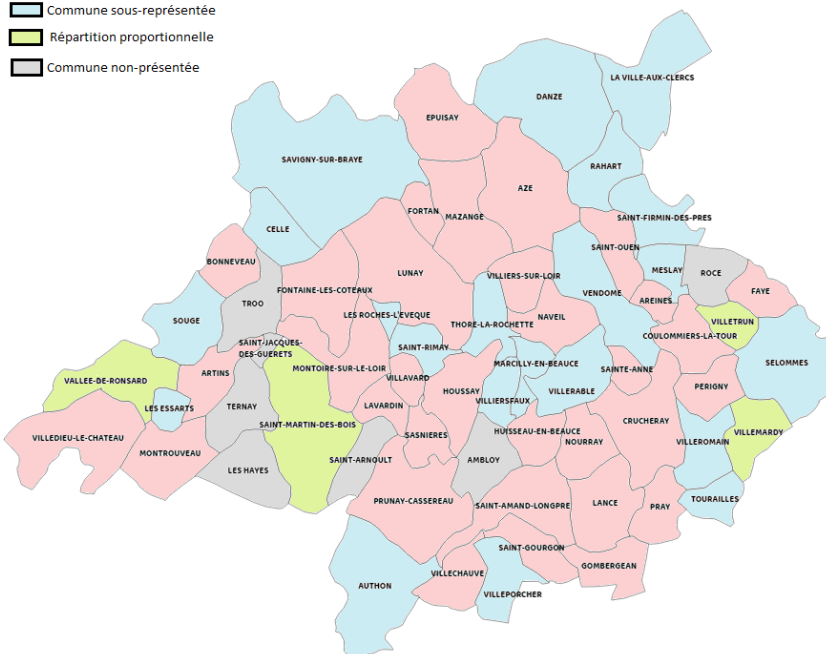 Commune sous-représentée
Répartition proportionnelle
Commune non-présentée
LA VILLE-AUX-CLERCS
DANZE
EPUISAY
SAVIGNY-SUR-BRAYE
RAHART
AZE
FORTAN
MAZANGE
SAINT-FIRMIN-DES-PRES
CELLE
SAINT-OUEN
BONNEVEAU
LUNAY
VILLIERS-SUR-LOIR
MESLAY
ROCE
FONTAINE-LES-COTEAUX
VENDOME
AREINES
FAYE
TROO
LES ROCHES-L'EVEQUE
NAVEIL
SOUGE
THORE-LA-ROCHETTE
VILLETRUN
COULOMMIERS-LA-TOUR
SAINT-JACQUES-
DES-GUERETS
SAINT-RIMAY
MARCILLY-EN-BEAUCE
SELOMMES
MONTOIRE-SUR-LE-LOIR
SAINTE-ANNE
ARTINS
VILLAVARD
VALLEE-DE-RONSARD
HOUSSAY
VILLERABLE
PERIGNY
VILLIERSFAUX
LES ESSARTS
TERNAY
LAVARDIN
SAINT-MARTIN-DES-BOIS
CRUCHERAY
VILLEDIEU-LE-CHATEAU
SASNIERES
HUISSEAU-EN-BEAUCE
VILLEMARDY
NOURRAY
VILLEROMAIN
MONTROUVEAU
SAINT-ARNOULT
AMBLOY
LES HAYES
PRUNAY-CASSEREAU
TOURAILLES
SAINT-AMAND-LONGPRE
LANCE
PRAY
SAINT-GOURGON
GOMBERGEAN
VILLECHAUVE
AUTHON
VILLEPORCHER